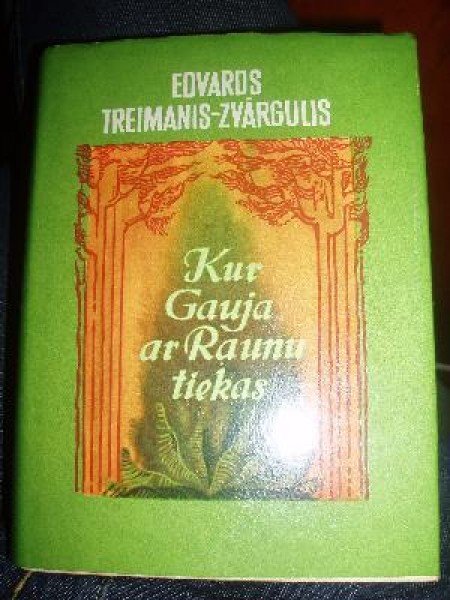 EDVARDS
TREIMANIS-ZVĀRGULIS
Kur
Gauja
ar Raunu
tiekas